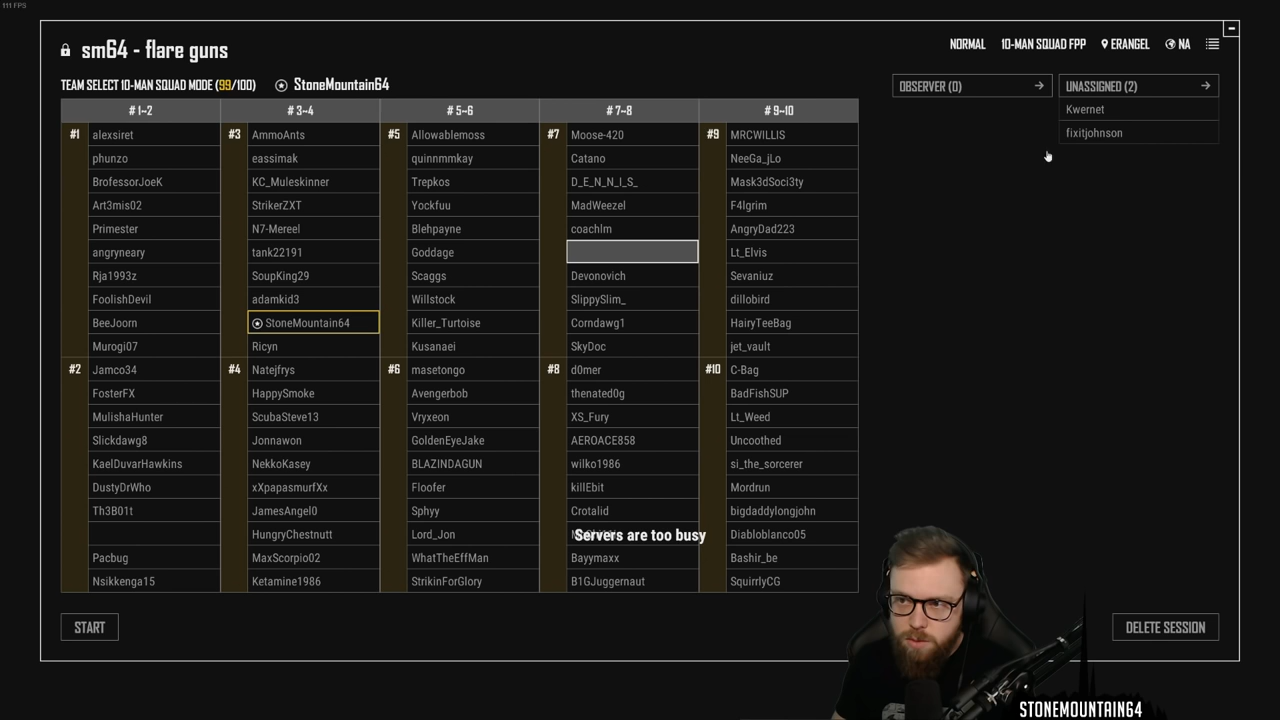 111 FPS
sm64 - flare guns
NORMAL 10-MAN SQUAD FPP ERANGEL NA
TEAM SELECT 10-MAN SQUAD MODE (99/100) StoneMountain64
OBSERVER (0) UNASSIGNED (2)
Kwernet
fixitjohnson
# 1~2 # 3~4 # 5~6 # 7~8 # 9~10
#1 alexsiret #3 AmmoAnts #5 Allowablemoss #7 Moose-420 #9 MRCWILLIS
phunzo eassimak quinnmmkay Catano NeeGa_jLo
BrofessorJoeK KC_Muleskinner Trepkos D_E_N_N_I_S_ Mask3dSoci3ty
Art3mis02 StrikerZXT Yockfuu MadWeezel F4lgrim
Primester N7-Mereel Blehpayne coachlm AngryDad223
angryneary tank22191 Goddage Lt_Elvis
Rja1993z SoupKing29 Scaggs Devonovich Sevaniuz
FoolishDevil adamkid3 Willstock SlippySlim_ dillobird
BeeJoorn StoneMountain64 Killer_Turtoise Corndawg1 HairyTeeBag
Murogi07 Ricyn Kusanaei SkyDoc jet_vault
#2 Jamco34 #4 Natejfrys #6 masetongo #8 d0mer #10 C-Bag
FosterFX HappySmoke Avengerbob thenated0g BadFishSUP
MulishaHunter ScubaSteve13 Vryxeon XS_Fury Lt_Weed
Slickdawg8 Jonnawon GoldenEyeJake AEROACE858 Uncoothed
KaelDuvarHawkins NekkoKasey BLAZINDAGUN wilko1986 si_the_sorcerer
DustyDrWho xXpapasmurfXx Floofer killEbit Mordrun
Th3B01t JamesAngel0 Sphyy Crotalid bigdaddylongjohn
HungryChestnutt Lord_Jon Servers are too busy Diabloblanco05
Pacbug MaxScorpio02 WhatTheEffMan Bayymaxx Bashir_be
Nsikkenga15 Ketamine1986 StrikinForGlory B1GJuggernaut SquirrlyCG
START DELETE SESSION
STONEMOUNTAIN64